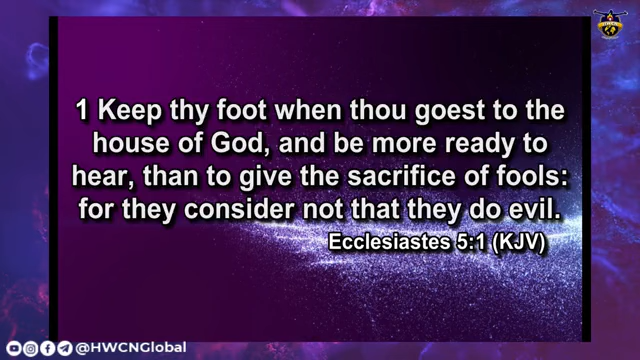 1 Keep thy foot when thou goest to the
house of God, and be more ready to
hear, than to give the sacrifice of fools:
for they consider not that they do evil.
Ecclesiastes 5:1 (KJV)
@HWCNGlobal